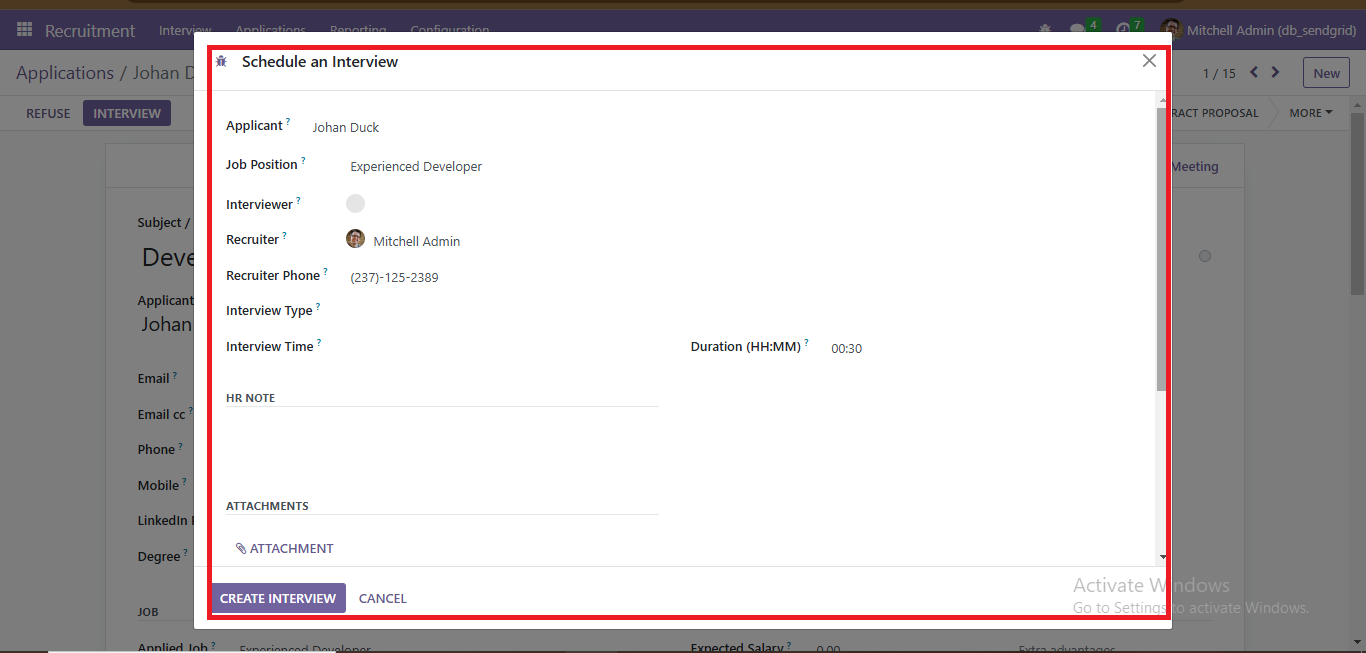 Recruitment Interview Applications Reporting Configuration 4 7 Mitchell Admin (db_sendgrid)
Applications / Johan D 1 / 15 New
REFUSE INTERVIEW RACT PROPOSAL MORE
Schedule an Interview
Meeting
Subject /
Deve
Applicant
Johan
Email ?
Email cc ?
Phone ?
Mobile ?
LinkedIn
Degree ?
JOB
Applied Job ? Experienced Developer Expected Salary ? 0.00 Extra advantages
Applicant ? Johan Duck
Job Position ? Experienced Developer
Interviewer ?
Recruiter ? Mitchell Admin
Recruiter Phone ? (237)-125-2389
Interview Type ?
Interview Time ? Duration (HH:MM) ? 00:30
HR NOTE
ATTACHMENTS
ATTACHMENT
CREATE INTERVIEW CANCEL
Activate Windows
Go to Settings to activate Windows.